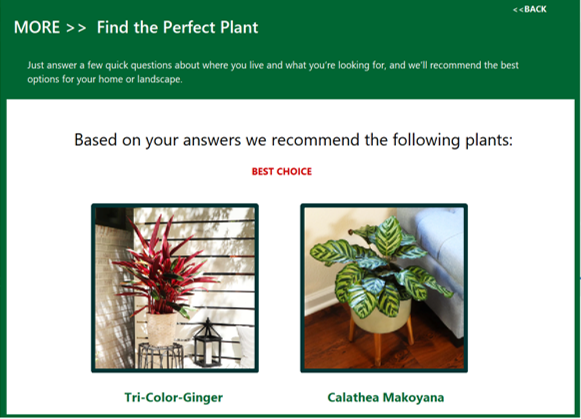 <<BACK
MORE >> Find the Perfect Plant
Just answer a few quick questions about where you live and what you're looking for, and we'll recommend the best
options for your home or landscape.
Based on your answers we recommend the following plants:
BEST CHOICE
Tri-Color-Ginger
Calathea Makoyana